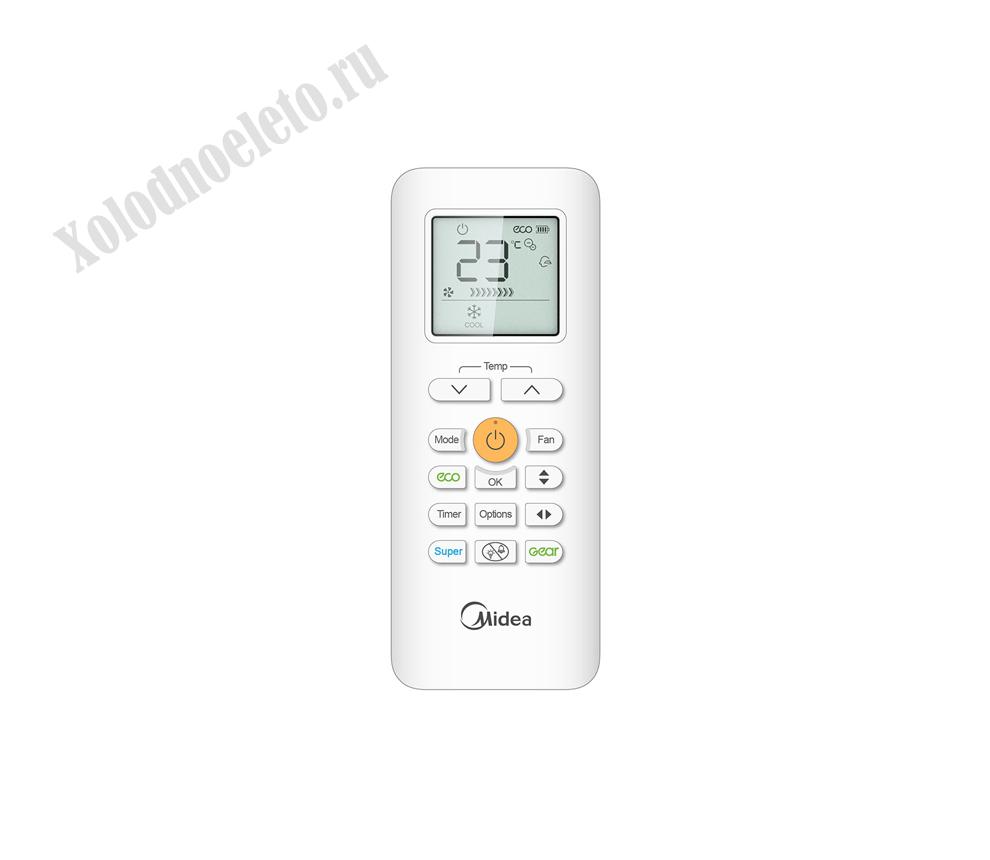 Xolodnoeleto.ru
eco
23 °C
COOL
Temp
Mode
Fan
eco
OK
Timer
Options
Super
Gear
Midea